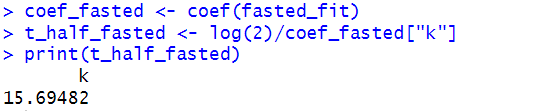 > coef_fasted <- coef(fasted_fit)
> t_half_fasted <- log(2)/coef_fasted["k"]
> print(t_half_fasted)
k
15.69482